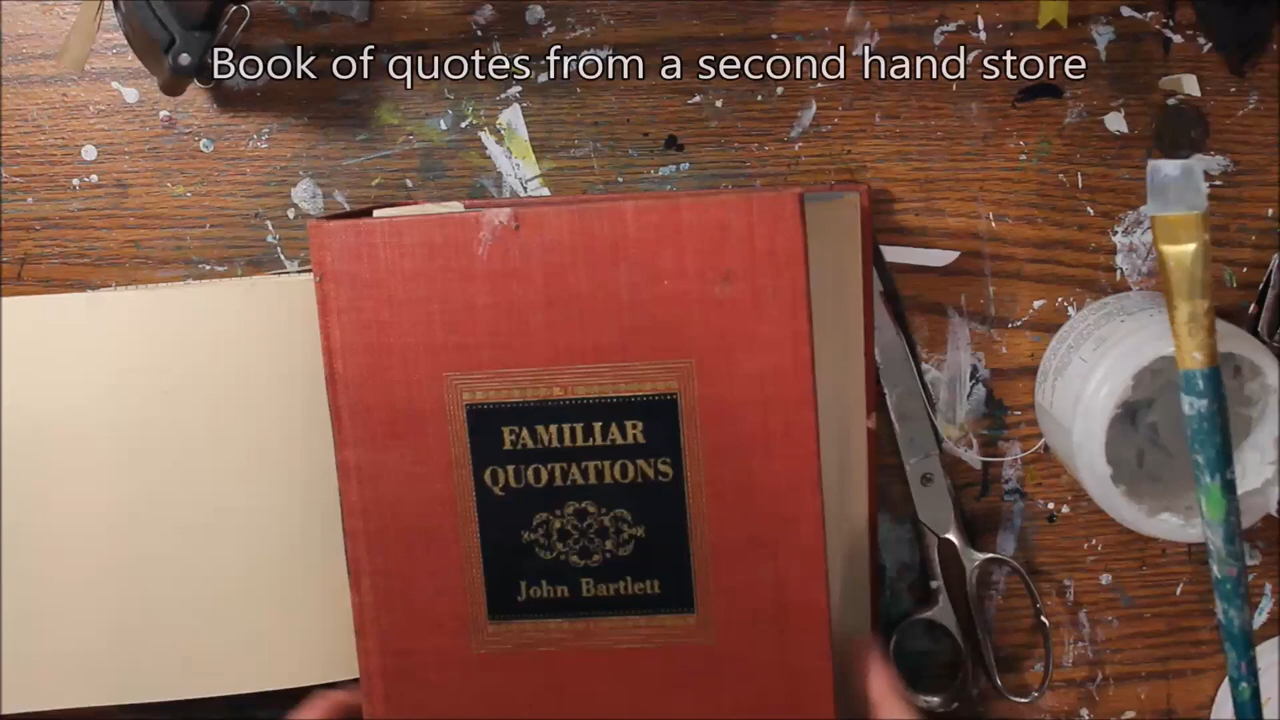 Book of quotes from a second hand store
FAMILIAR
QUOTATIONS
John Bartlett